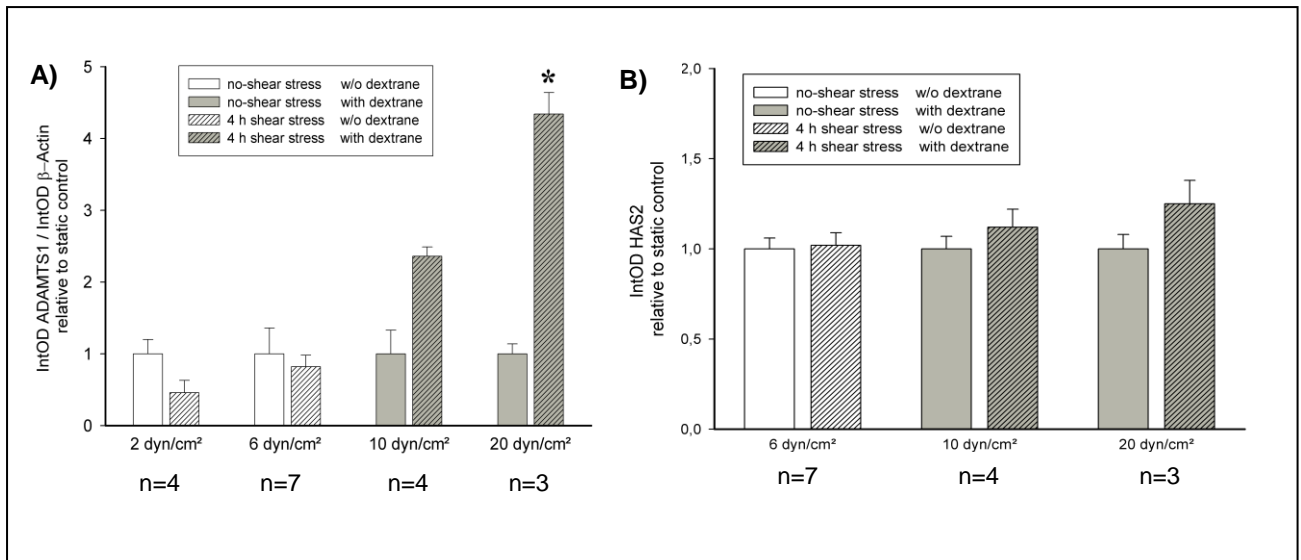 A)
IntOD ADAMTS1 / IntOD β–Actin
relative to static control
5
4
3
2
1
0
no-shear stress w/o dextrane
no-shear stress with dextrane
4 h shear stress w/o dextrane
4 h shear stress with dextrane
*
2 dyn/cm² 6 dyn/cm² 10 dyn/cm² 20 dyn/cm²
n=4 n=7 n=4 n=3
B)
IntOD HAS2
relative to static control
2,0
1,5
1,0
0,5
0,0
no-shear stress w/o dextrane
no-shear stress with dextrane
4 h shear stress w/o dextrane
4 h shear stress with dextrane
6 dyn/cm² 10 dyn/cm² 20 dyn/cm²
n=7 n=4 n=3